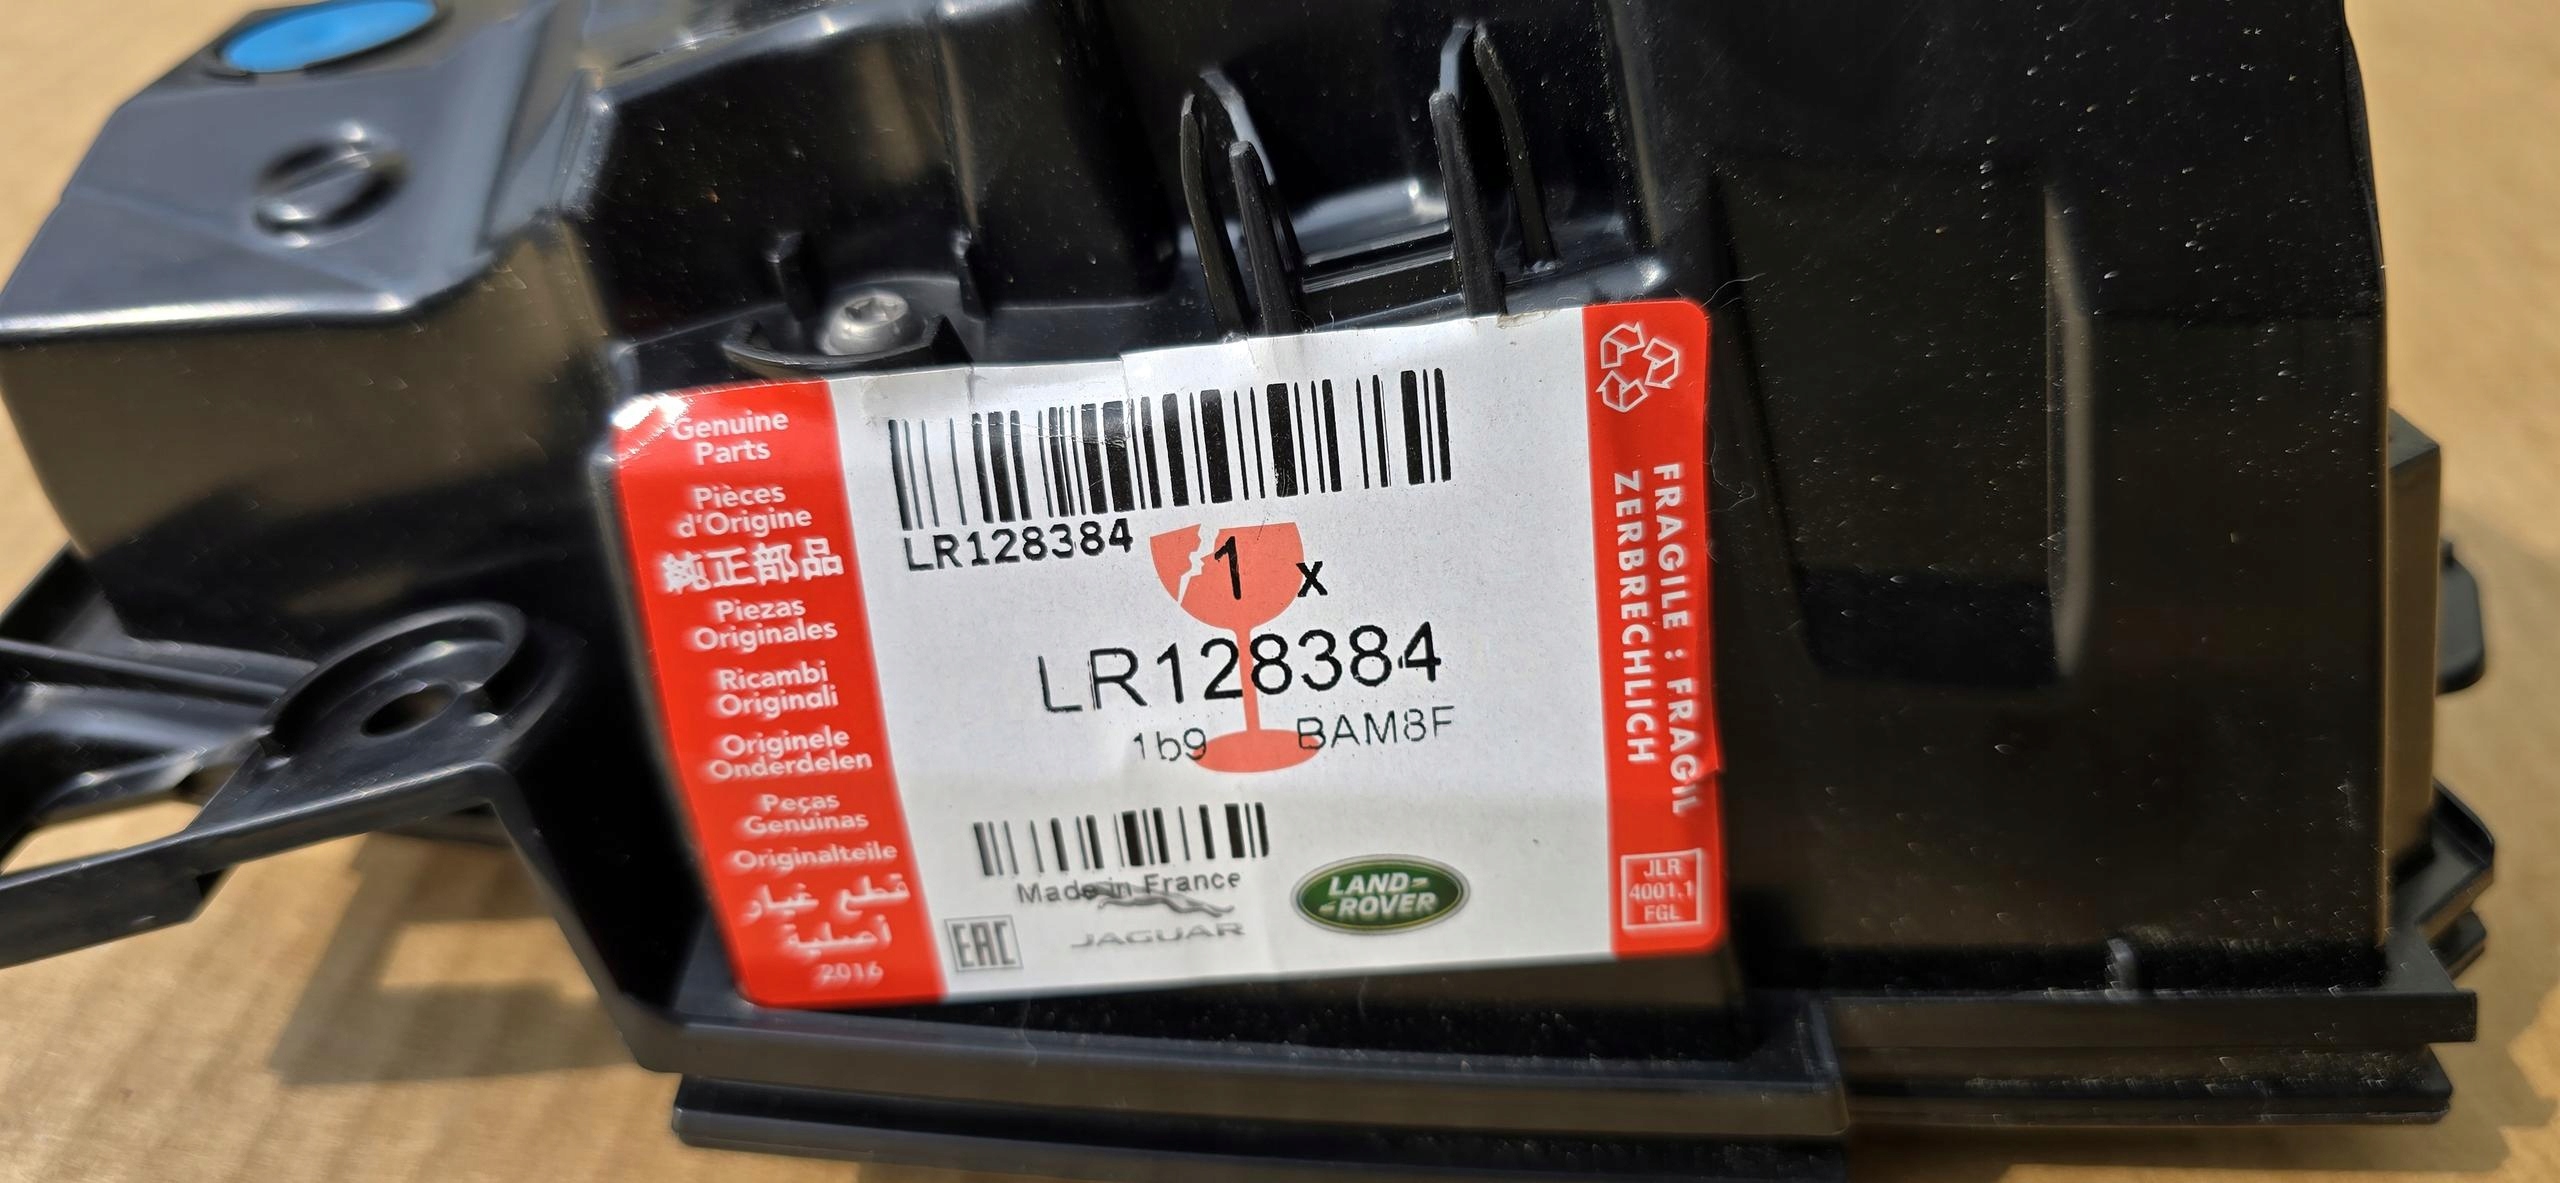 Genuine
Parts
Pièces
d'Origine
純正部品
Piezas
Originales
Ricambi
Originali
Originele
Onderdelen
Peças
Genuinas
Originalteile
قطع غيار
أصلية
2016
LR128384
1 x
LR128384
1b9 BAM8F
Made in France
EAC
JAGUAR
LAND-
-ROVER
FRAGILE : FRAGIL
ZERBRECHLICH
JLR
4001.1
FGL